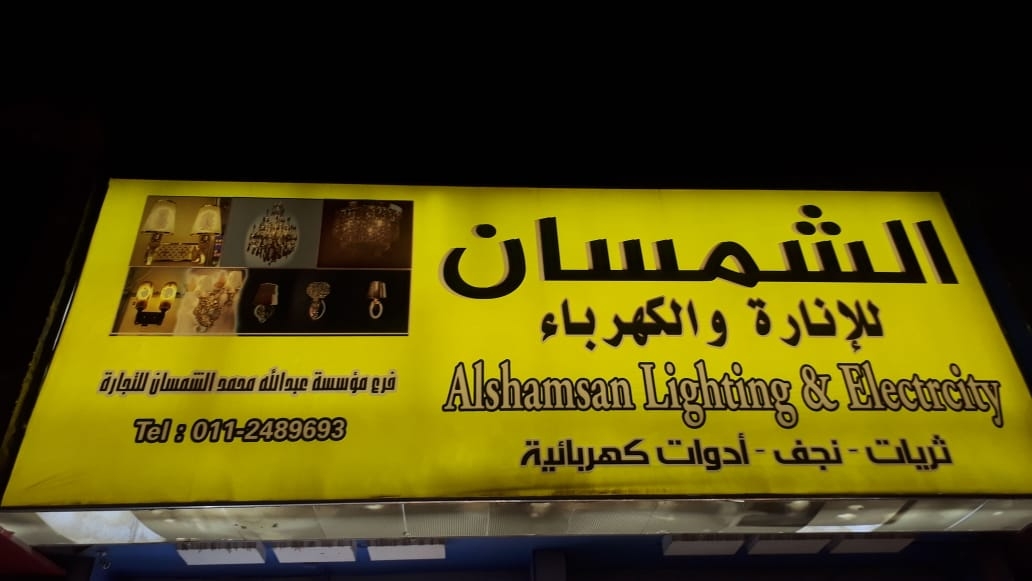 الشمسان
للإنارة والكهرباء
Alshamsan Lighting & Electrcity
ثريات - نجف - أدوات كهربائية
فرع مؤسسة عبدالله محمد الشمسان للتجارة
Tel : 011-2489693